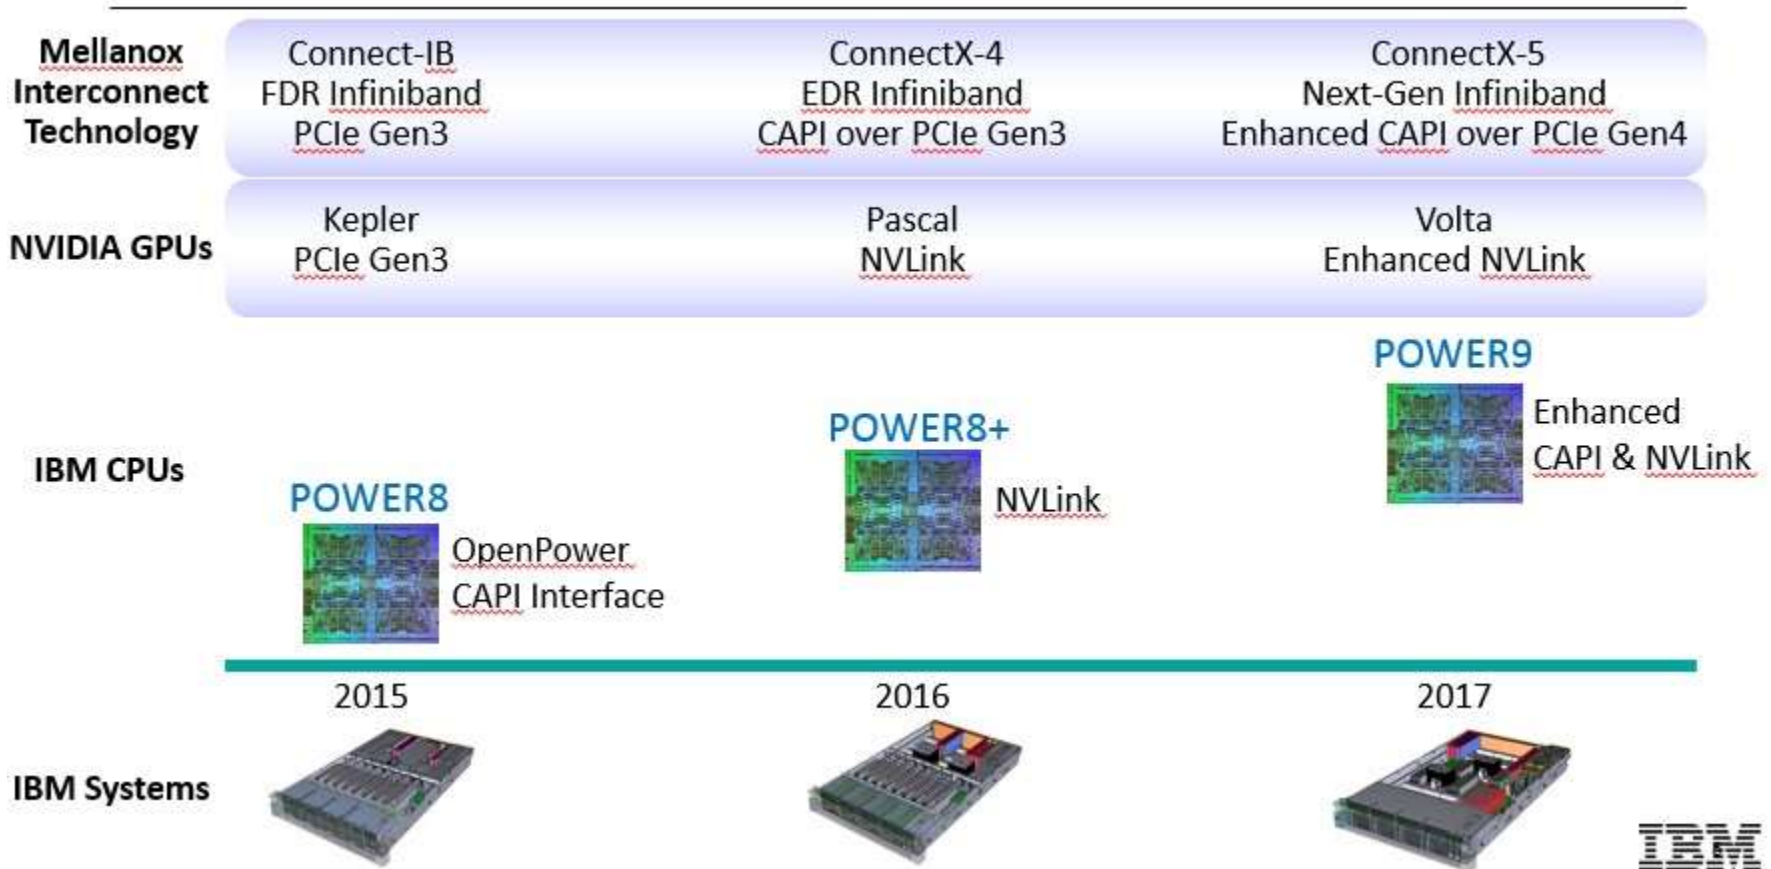 Mellanox
Interconnect
Technology
Connect-IB
FDR Infiniband
PCIe Gen3
ConnectX-4
EDR Infiniband
CAPI over PCIe Gen3
ConnectX-5
Next-Gen Infiniband
Enhanced CAPI over PCIe Gen4
NVIDIA GPUs
Kepler
PCIe Gen3
Pascal
NVLink
Volta
Enhanced NVLink
IBM CPUs
POWER8
OpenPower
CAPI Interface
POWER8+
NVLink
POWER9
Enhanced
CAPI & NVLink
2015
2016
2017
IBM Systems
IBM